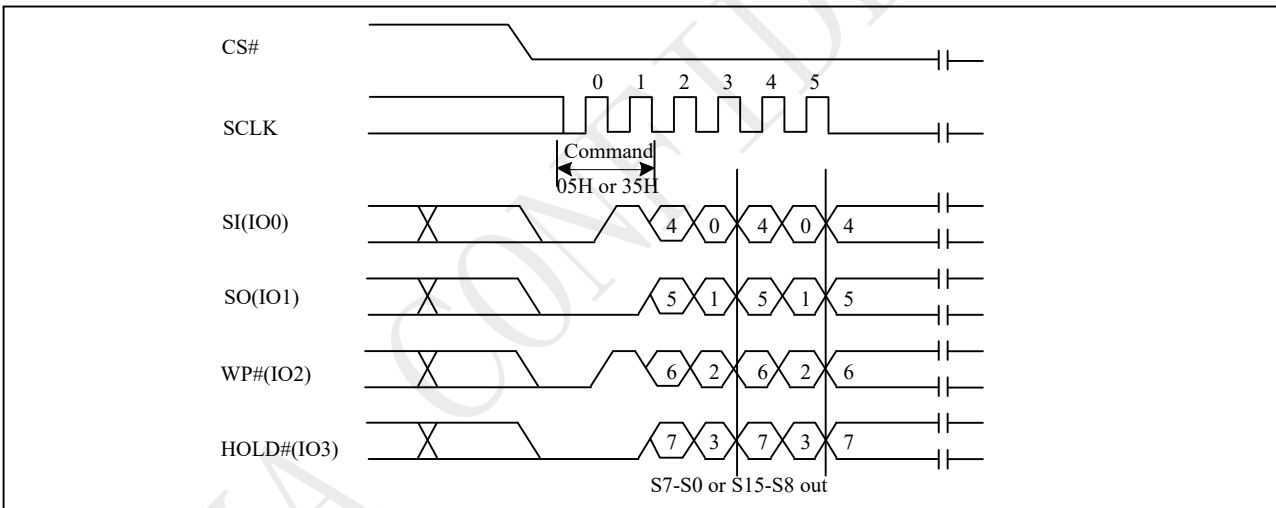 CS#
0 1 2 3 4 5
SCLK
Command
05H or 35H
SI(IO0) 4 0 4 0 4
SO(IO1) 5 1 5 1 5
WP#(IO2) 6 2 6 2 6
HOLD#(IO3) 7 3 7 3 7
S7-S0 or S15-S8 out